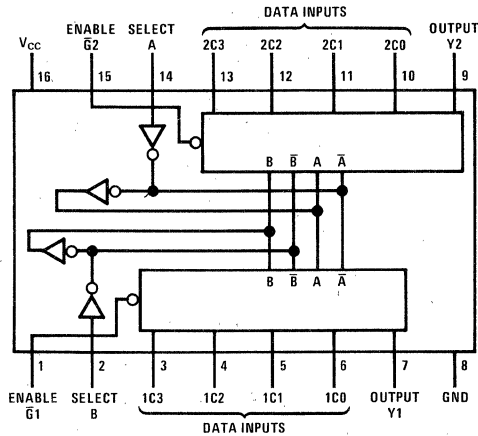 DATA INPUTS
VCC ENABLE G̅2 SELECT A 2C3 2C2 2C1 2C0 OUTPUT Y2
16 15 14 13 12 11 10 9
B B̅ A A̅
B B̅ A A̅
1 2 3 4 5 6 7 8
ENABLE G̅1 SELECT B 1C3 1C2 1C1 1C0 OUTPUT Y1 GND
DATA INPUTS